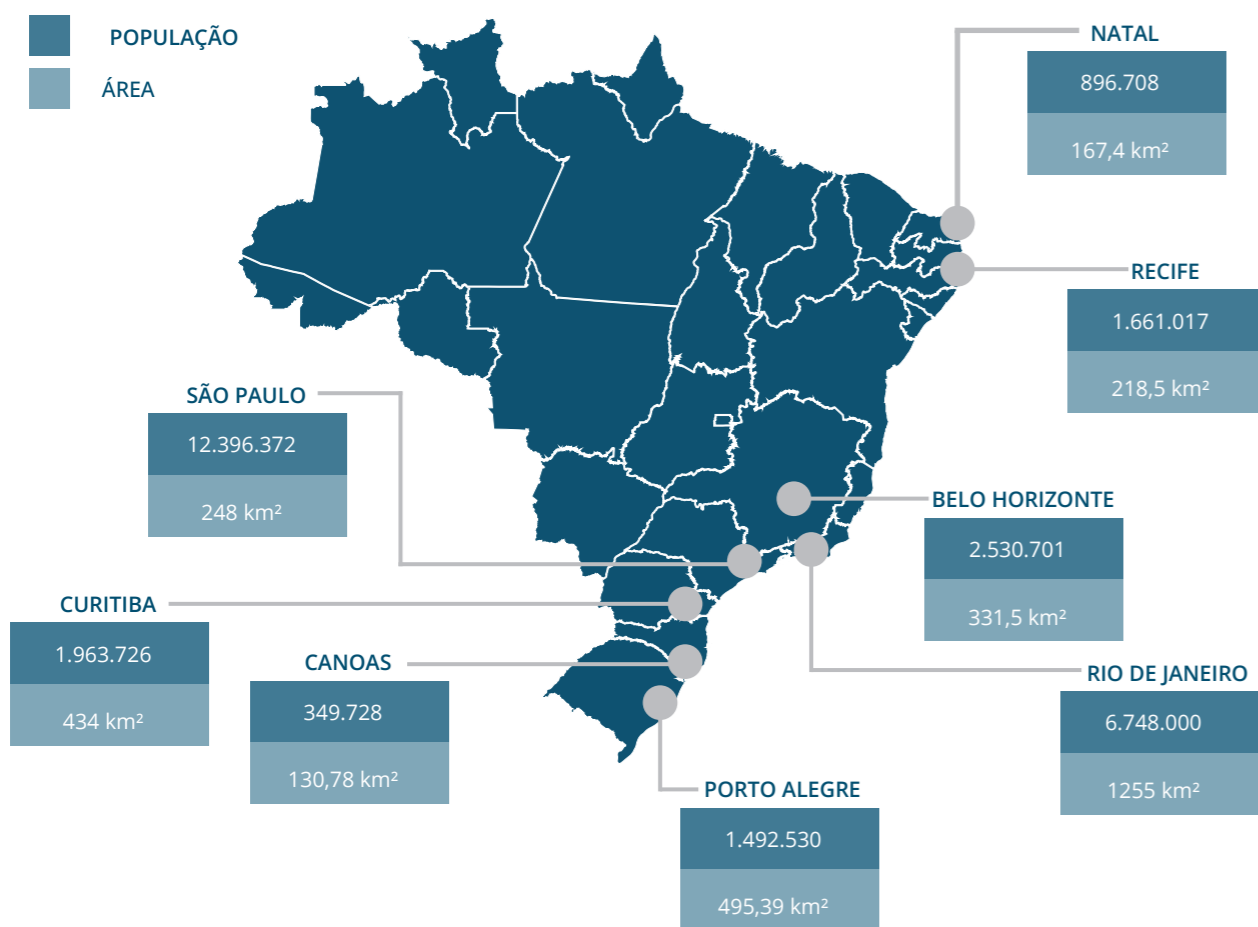 POPULAÇÃO
ÁREA
NATAL
896.708
167,4 km²
RECIFE
1.661.017
218,5 km²
SÃO PAULO
12.396.372
248 km²
BELO HORIZONTE
2.530.701
331,5 km²
CURITIBA
1.963.726
434 km²
CANOAS
349.728
130,78 km²
RIO DE JANEIRO
6.748.000
1255 km²
PORTO ALEGRE
1.492.530
495,39 km²